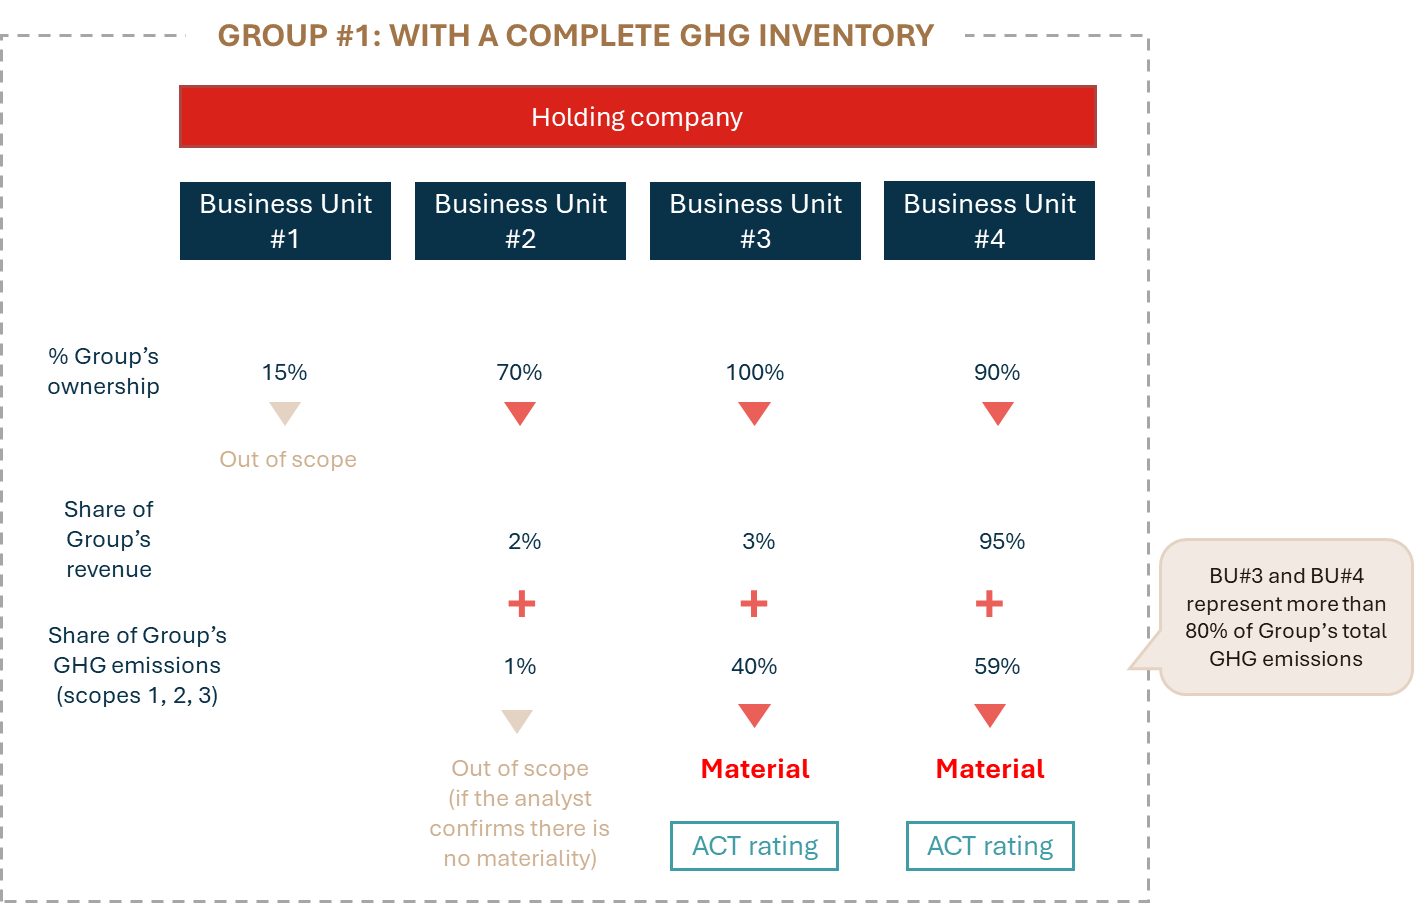 GROUP #1: WITH A COMPLETE GHG INVENTORY
Holding company
Business Unit
#1
Business Unit
#2
Business Unit
#3
Business Unit
#4
% Group’s
ownership
15%
70%
100%
90%
Out of scope
Share of
Group’s
revenue
2%
3%
95%
+
+
+
Share of Group’s
GHG emissions
(scopes 1, 2, 3)
1%
40%
59%
BU#3 and BU#4
represent more than
80% of Group’s total
GHG emissions
Out of scope
(if the analyst
confirms there is
no materiality)
Material
Material
ACT rating
ACT rating